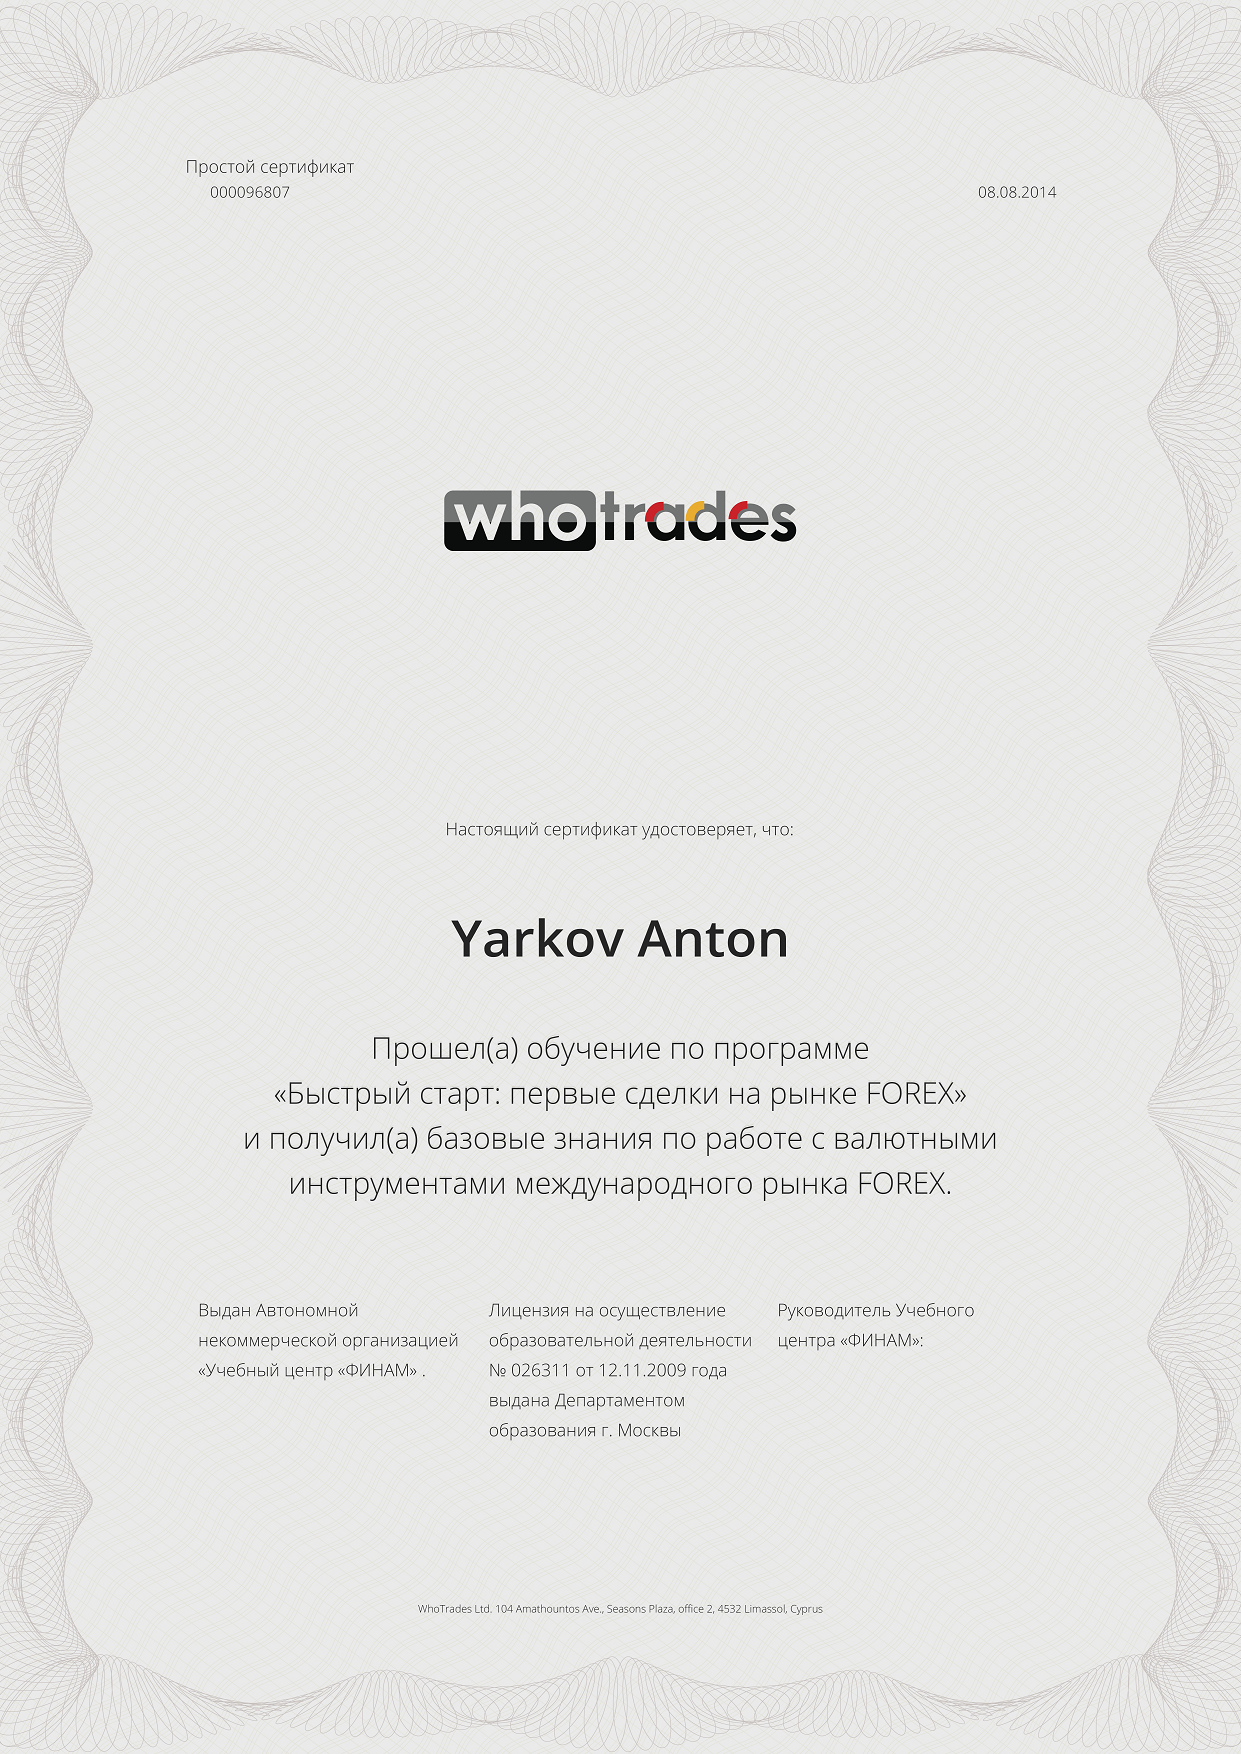 Простой сертификат
000096807
08.08.2014
whotrades
Настоящий сертификат удостоверяет, что:
Yarkov Anton
Прошел(а) обучение по программе
«Быстрый старт: первые сделки на рынке FOREX»
и получил(а) базовые знания по работе с валютными
инструментами международного рынка FOREX.
Выдан Автономной
некоммерческой организацией
«Учебный центр «ФИНАМ» .
Лицензия на осуществление
образовательной деятельности
№ 026311 от 12.11.2009 года
выдана Департаментом
образования г. Москвы
Руководитель Учебного
центра «ФИНАМ»:
WhoTrades Ltd. 104 Amathountos Ave., Seasons Plaza, office 2, 4532 Limassol, Cyprus